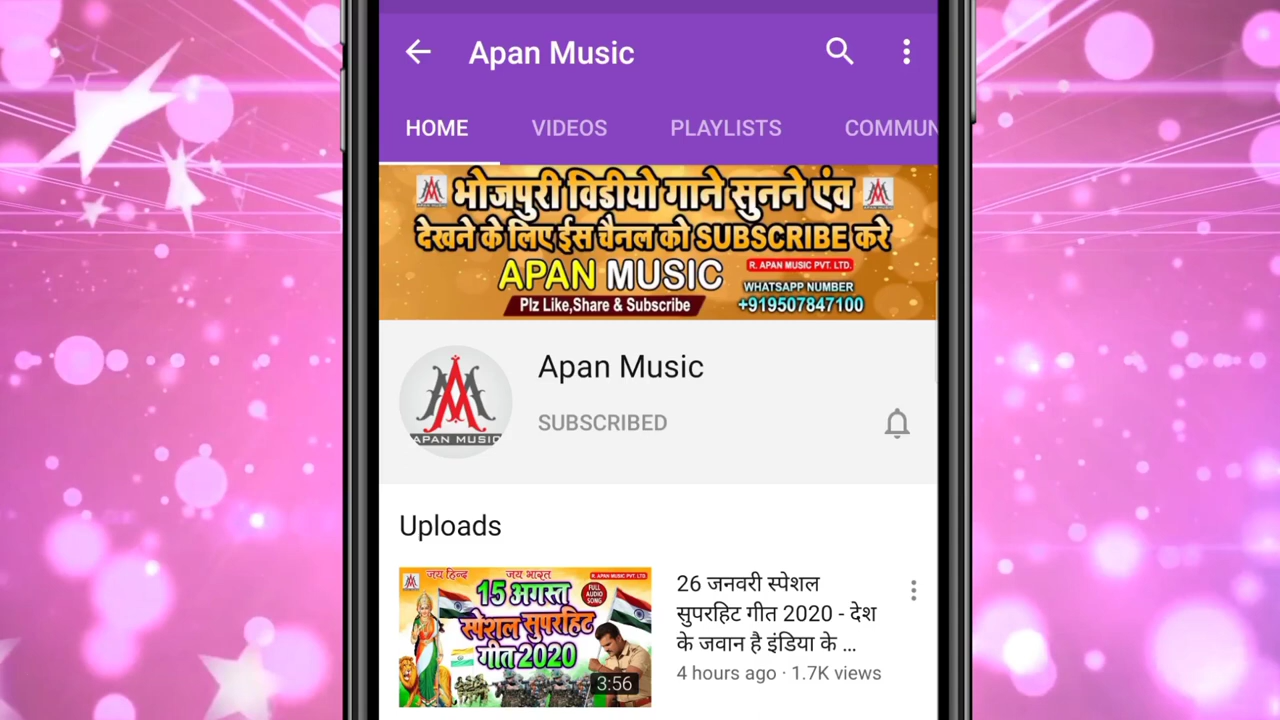 Apan Music
HOME VIDEOS PLAYLISTS COMMUN
भोजपुरी विडीयो गाने सुनने एंव
देखने के लिए ईस चैनल को SUBSCRIBE करे
APAN MUSIC
R. APAN MUSIC PVT. LTD.
Plz Like,Share & Subscribe
WHATSAPP NUMBER
+919507847100
Apan Music
SUBSCRIBED
APAN MUSIC
Uploads
जय हिन्द जय भारत
R. APAN MUSIC PVT. LTD
15 अगस्त
FULL
AUDIO
SONG
स्पेशल सुपरहिट
गीत 2020
3:56
26 जनवरी स्पेशल
सुपरहिट गीत 2020 - देश
के जवान है इंडिया के ...
4 hours ago · 1.7K views